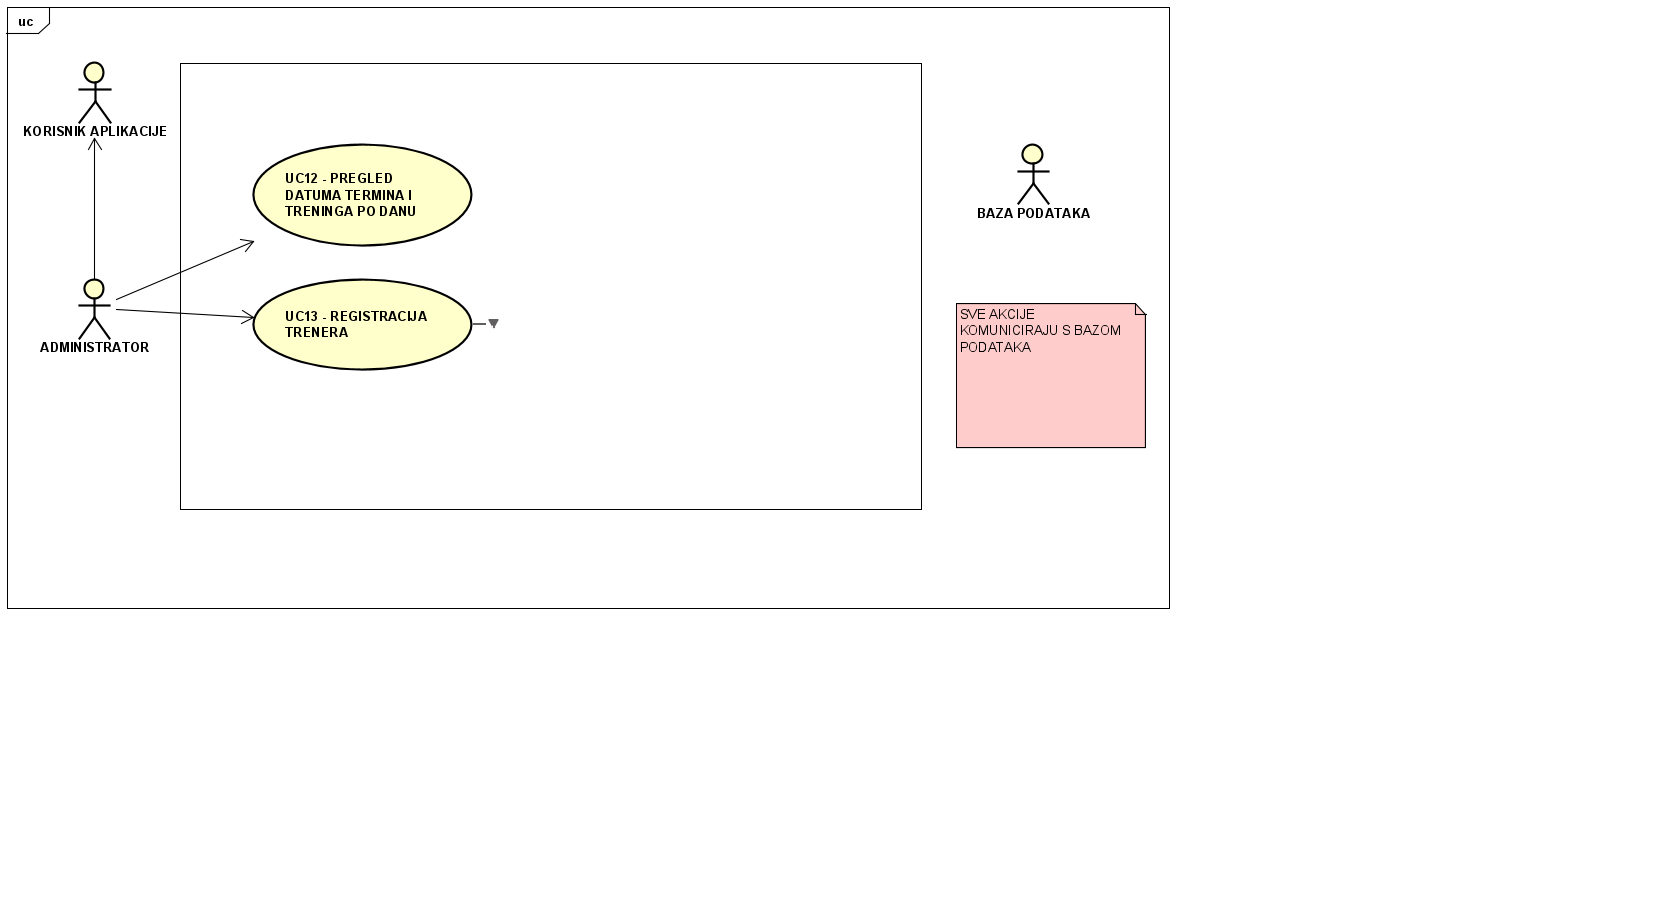 uc
KORISNIK APLIKACIJE
UC12 - PREGLED
DATUMA TERMINA I
TRENINGA PO DANU
BAZA PODATAKA
UC13 - REGISTRACIJA
TRENERA
ADMINISTRATOR
SVE AKCIJE
KOMUNICIRAJU S BAZOM
PODATAKA